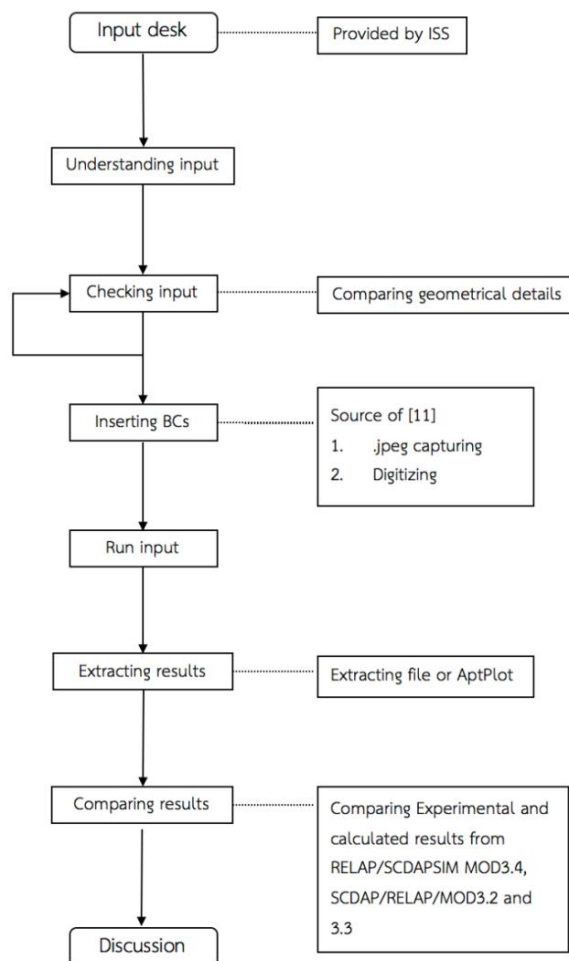 Input desk
Provided by ISS
Understanding input
Checking input
Comparing geometrical details
Inserting BCs
Source of [11]
1. .jpeg capturing
2. Digitizing
Run input
Extracting results
Extracting file or AptPlot
Comparing results
Comparing Experimental and
calculated results from
RELAP/SCDAPSIM MOD3.4,
SCDAP/RELAP/MOD3.2 and
3.3
Discussion